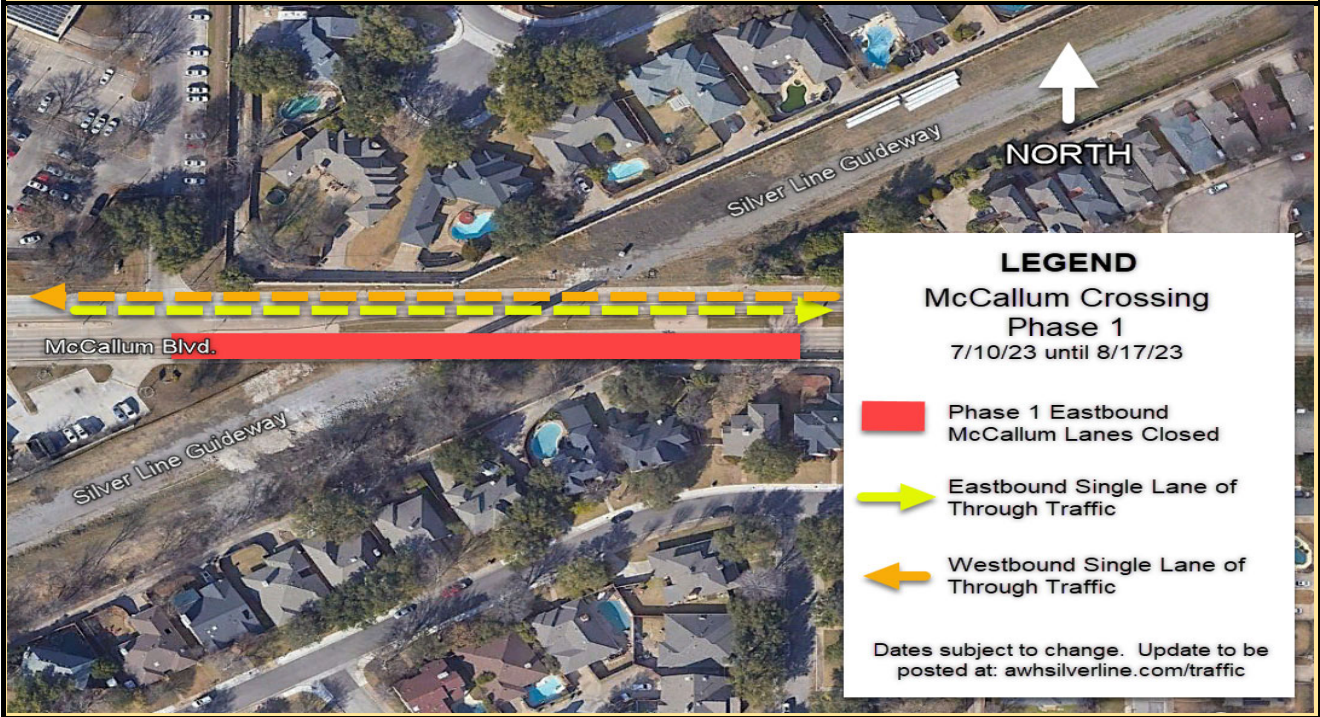 Silver Line Guideway
NORTH
McCallum Blvd.
Silver Line Guideway
LEGEND
McCallum Crossing
Phase 1
7/10/23 until 8/17/23
Phase 1 Eastbound
McCallum Lanes Closed
Eastbound Single Lane of
Through Traffic
Westbound Single Lane of
Through Traffic
Dates subject to change.  Update to be
posted at: awhsilverline.com/traffic